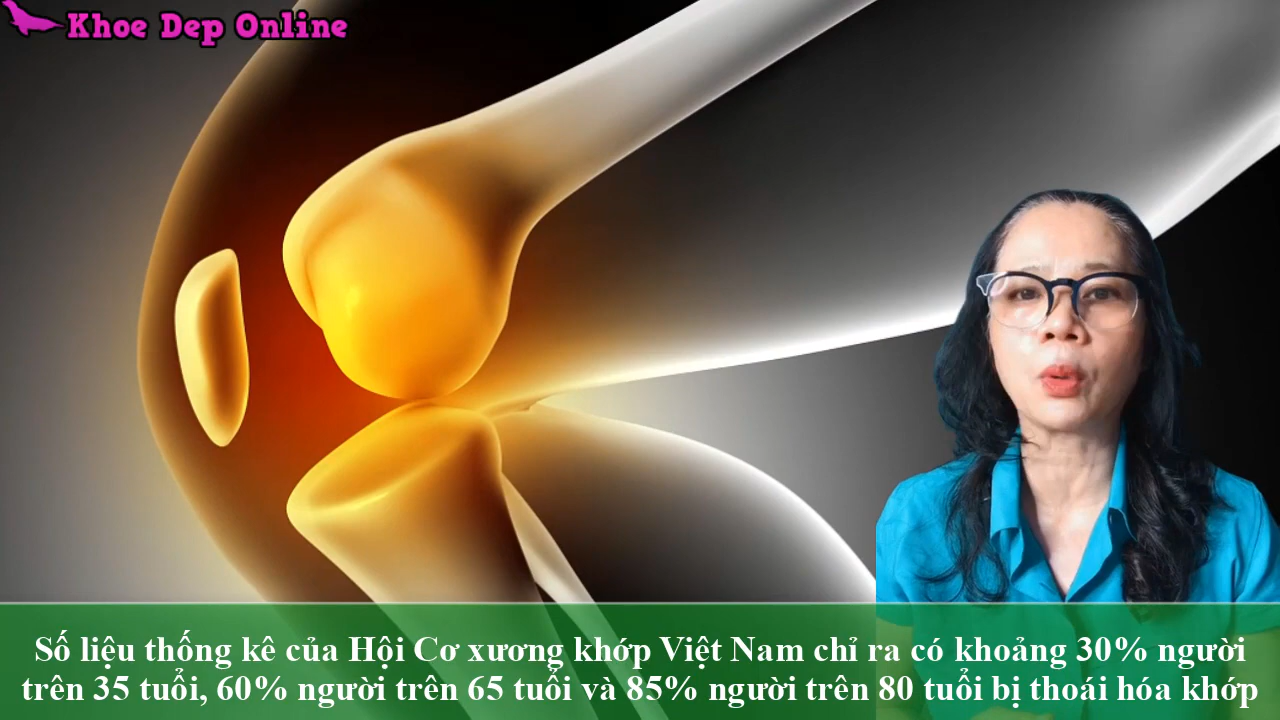 Khoe Dep Online
Số liệu thống kê của Hội Cơ xương khớp Việt Nam chỉ ra có khoảng 30% người
trên 35 tuổi, 60% người trên 65 tuổi và 85% người trên 80 tuổi bị thoái hóa khớp